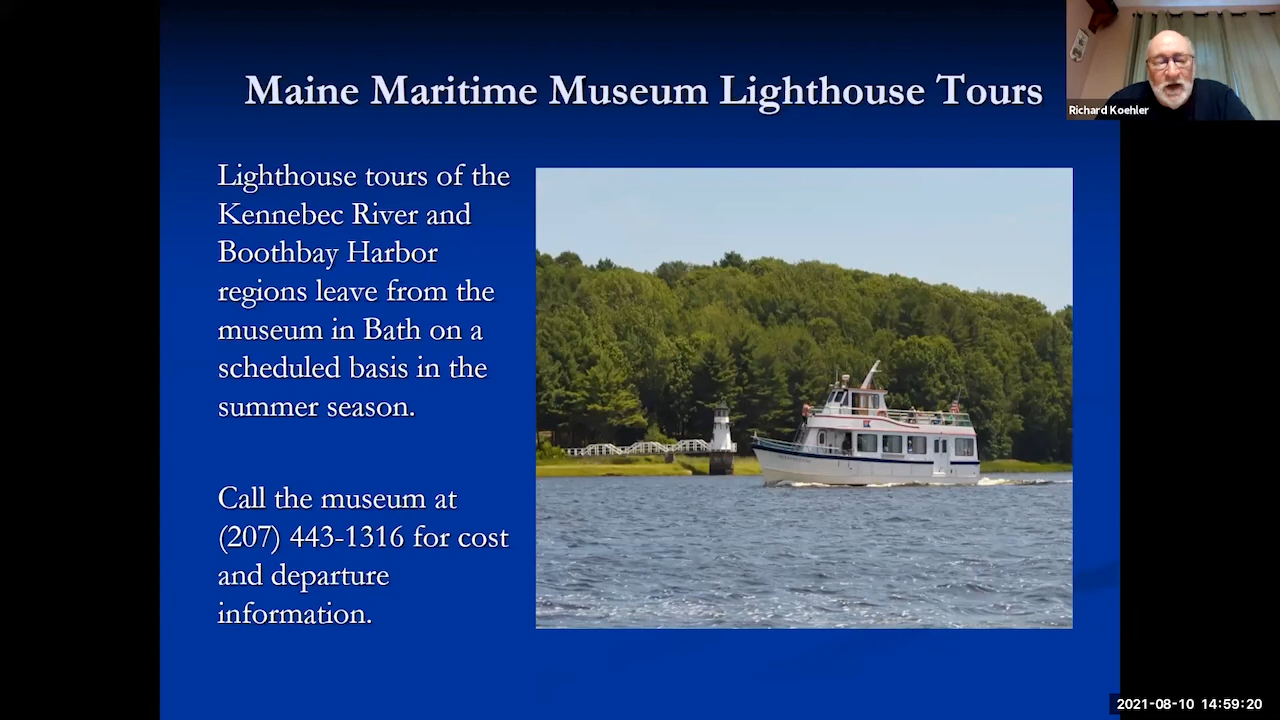 Maine Maritime Museum Lighthouse Tours
Richard Koehler
Lighthouse tours of the
Kennebec River and
Boothbay Harbor
regions leave from the
museum in Bath on a
scheduled basis in the
summer season.
Call the museum at
(207) 443-1316 for cost
and departure
information.
2021-08-10 14:59:20